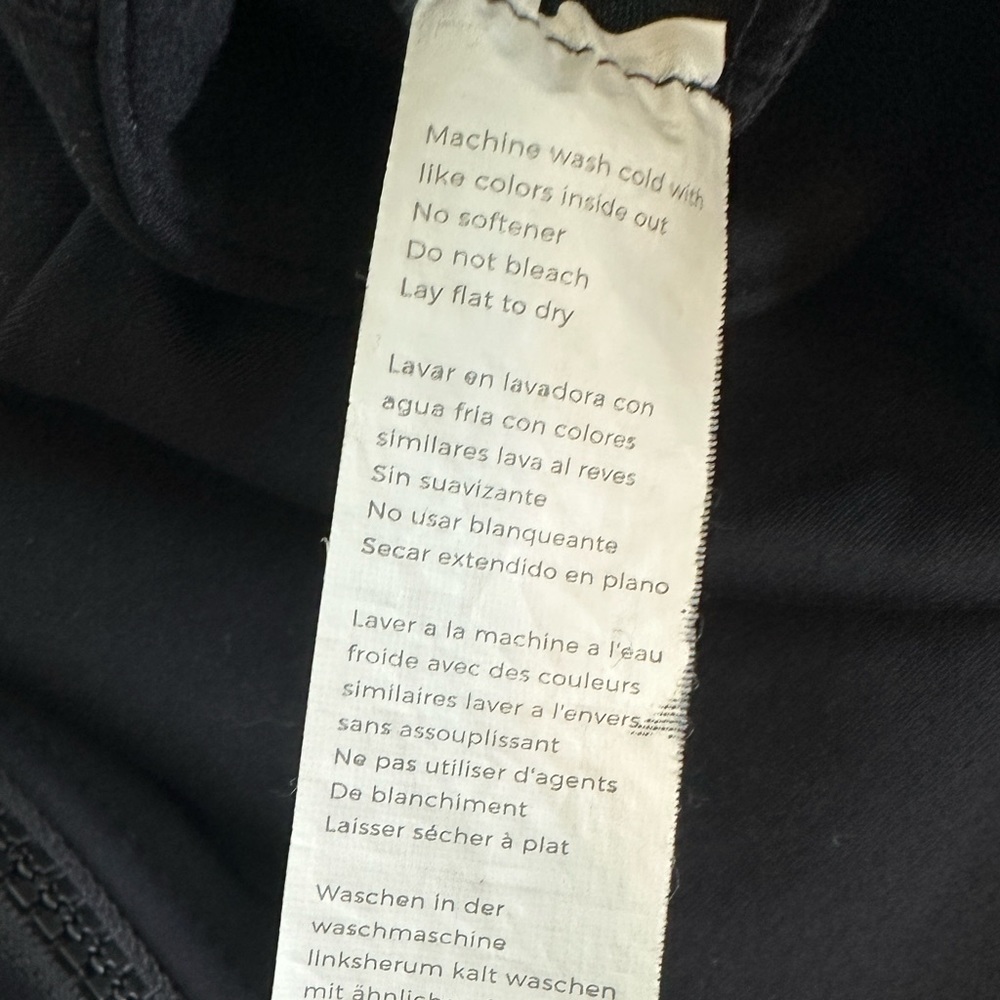 Machine wash cold with
like colors inside out
No softener
Do not bleach
Lay flat to dry
Lavar en lavadora con
agua fria con colores
similares lava al reves
Sin suavizante
No usar blanqueante
Secar extendido en plano
Laver a la machine a l'eau
froide avec des couleurs
similaires laver a l'envers
sans assouplissant
Ne pas utiliser d'agents
De blanchiment
Laisser sécher à plat
Waschen in der
waschmaschine
linksherum kalt waschen
mit